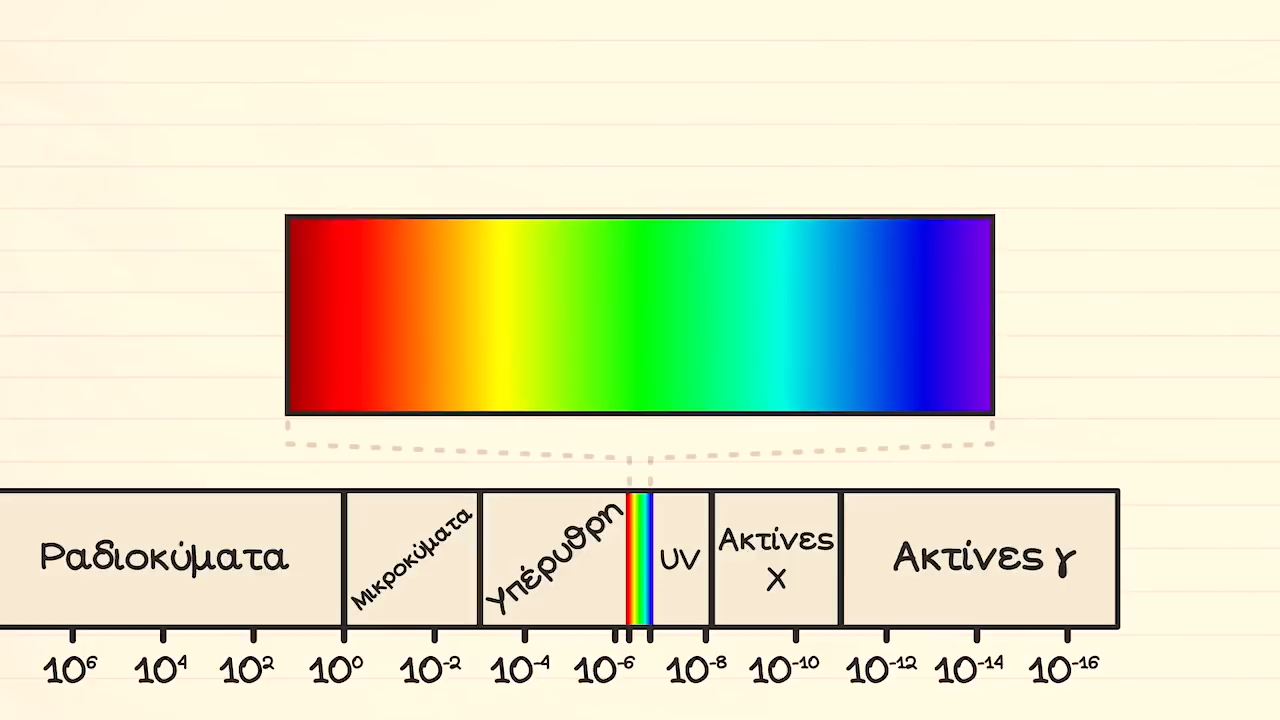 Ραδιοκύματα
Μικροκύματα
Υπέρυθρη
UV
Ακτίνες
Χ
Ακτίνες γ
10⁶ 10⁴ 10² 10⁰ 10⁻² 10⁻⁴ 10⁻⁶ 10⁻⁸ 10⁻¹⁰ 10⁻¹² 10⁻¹⁴ 10⁻¹⁶